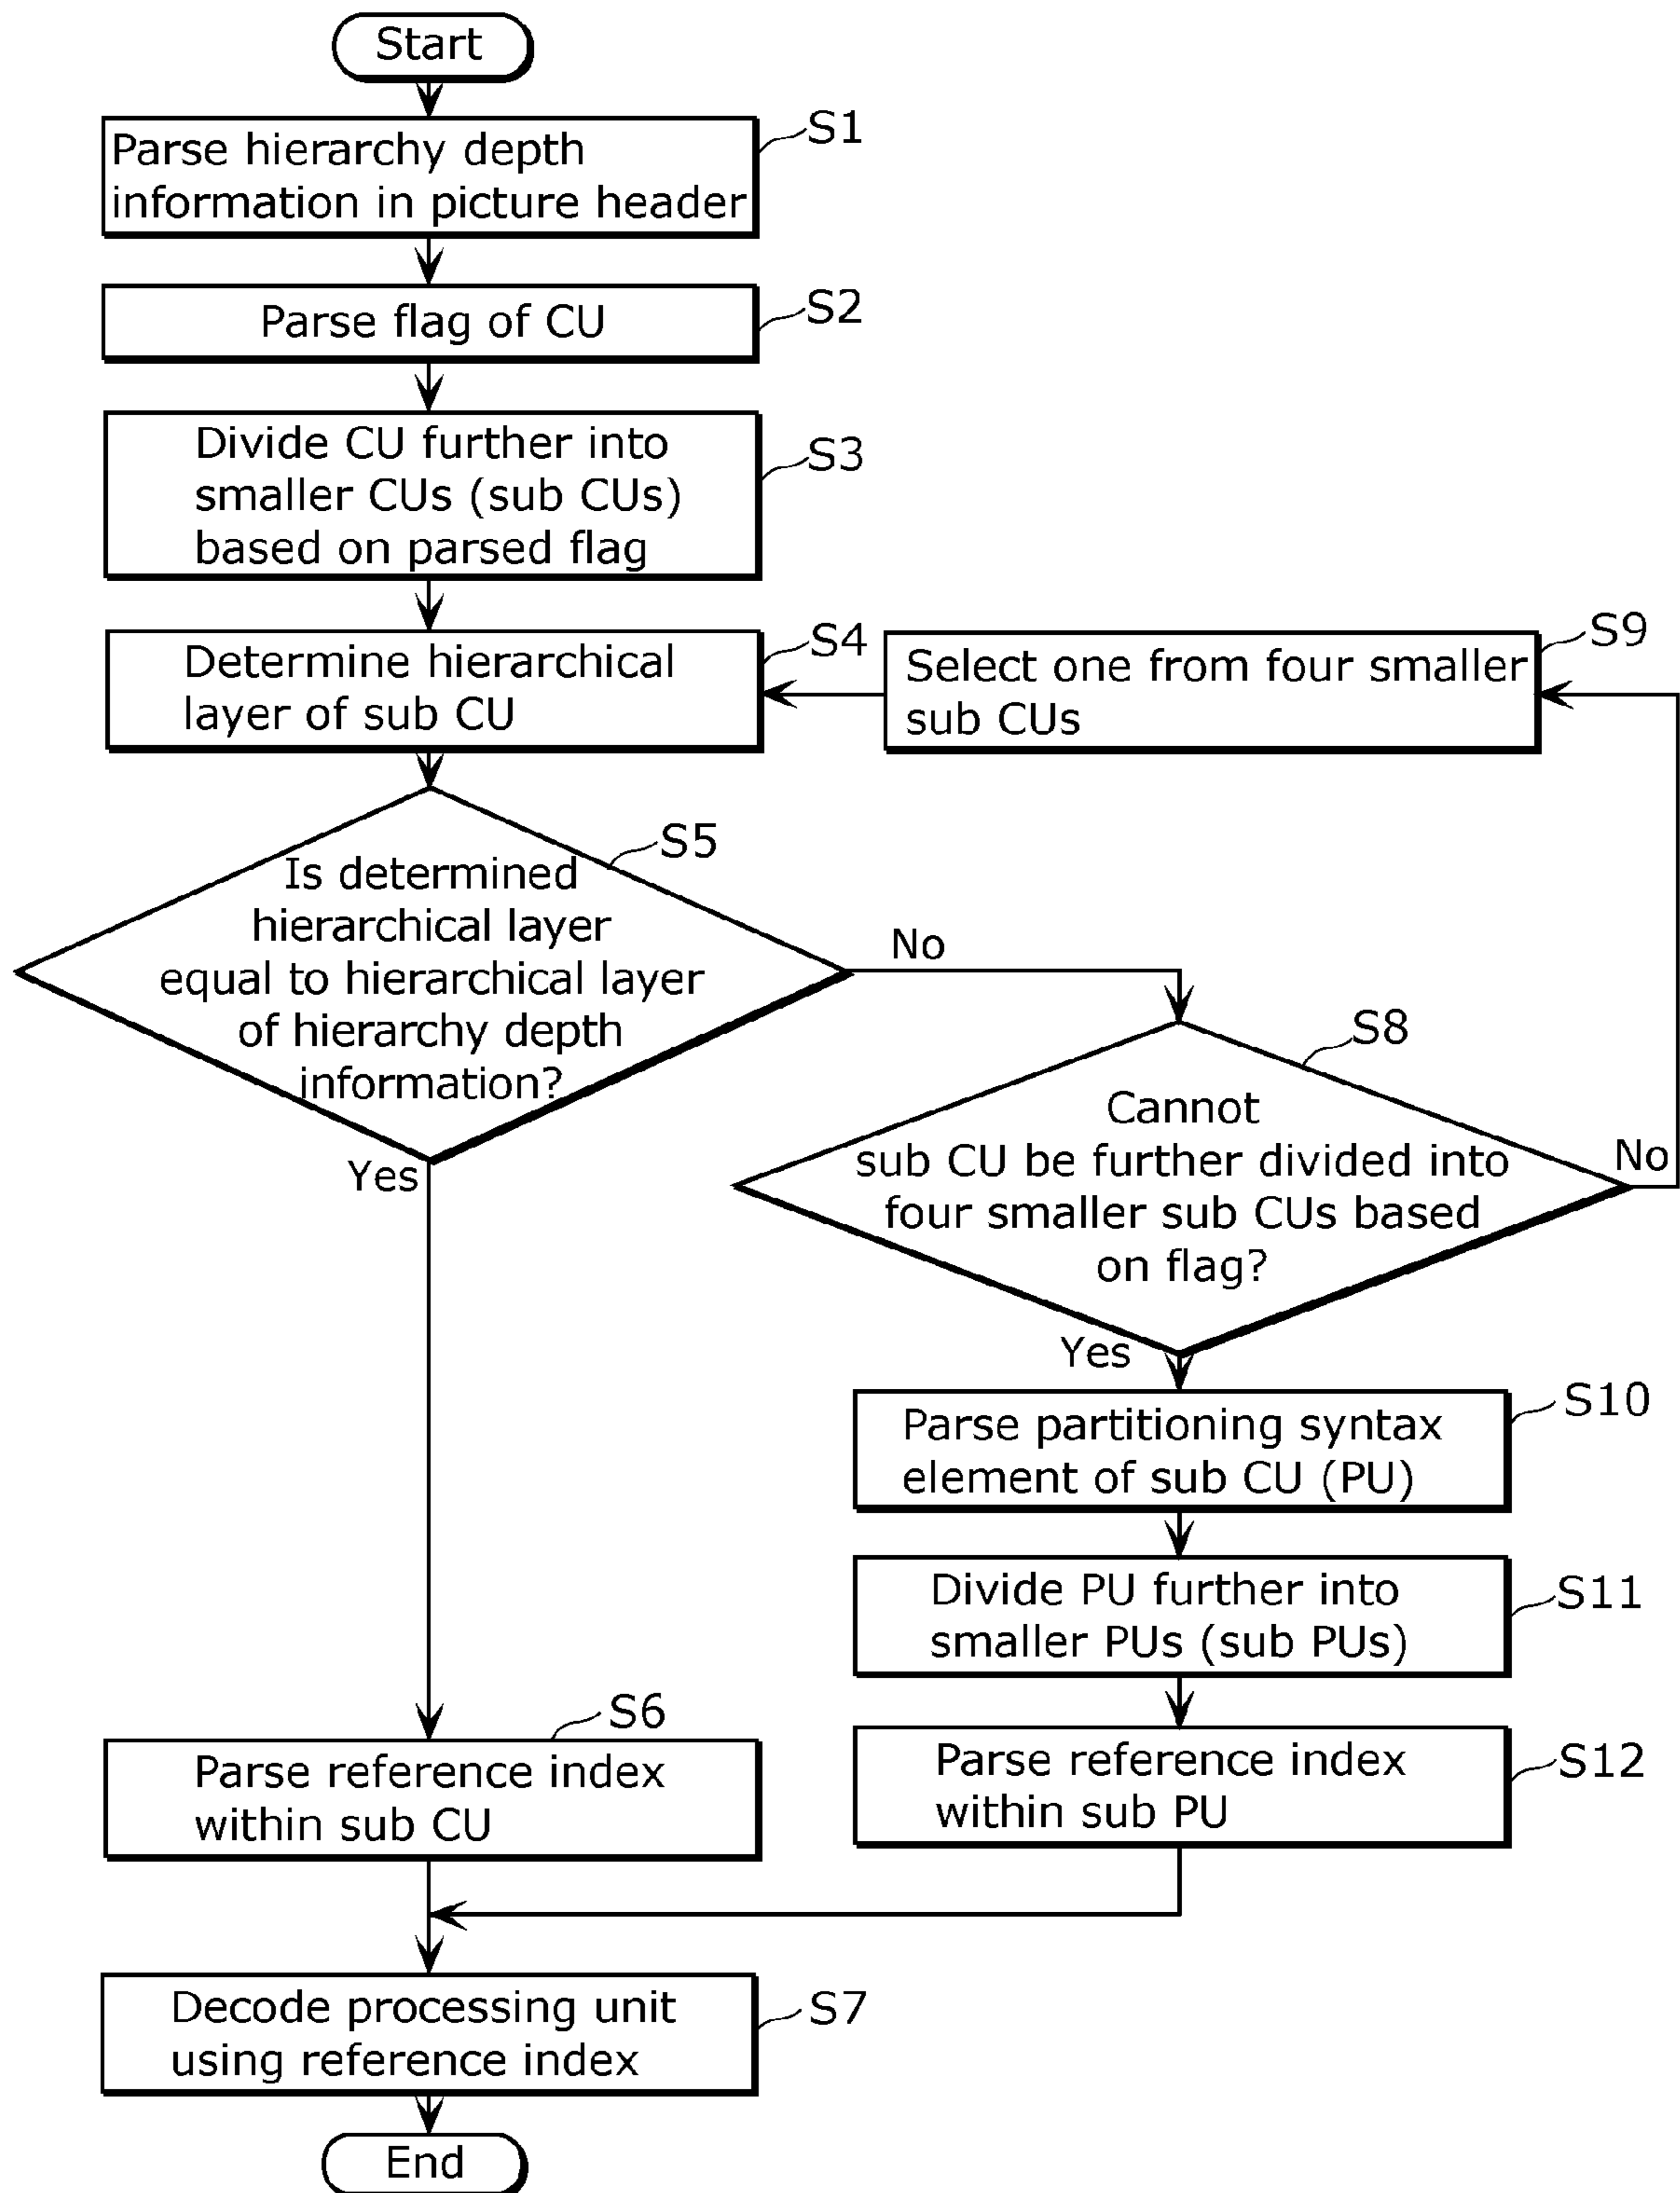 Start
Parse hierarchy depth
information in picture header
S1
Parse flag of CU
S2
Divide CU further into
smaller CUs (sub CUs)
based on parsed flag
S3
Determine hierarchical
layer of sub CU
S4
Select one from four smaller
sub CUs
S9
Is determined
hierarchical layer
equal to hierarchical layer
of hierarchy depth
information?
S5
No
Yes
Cannot
sub CU be further divided into
four smaller sub CUs based
on flag?
S8
No
Yes
Parse partitioning syntax
element of sub CU (PU)
S10
Divide PU further into
smaller PUs (sub PUs)
S11
Parse reference index
within sub CU
S6
Parse reference index
within sub PU
S12
Decode processing unit
using reference index
S7
End